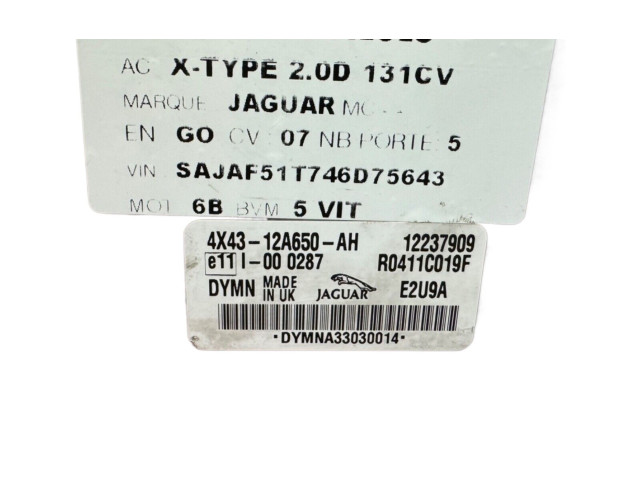 AC X-TYPE 2.0D 131CV
MARQUE JAGUAR
EN GO CV 07 NB PORTE 5
VIN SAJAF51T746D75643
MOT 6B BVM 5 VIT
4X43-12A650-AH 12237909
e11 I-00 0287 R0411C019F
DYMN MADE IN UK JAGUAR E2U9A
*DYMNA33030014*